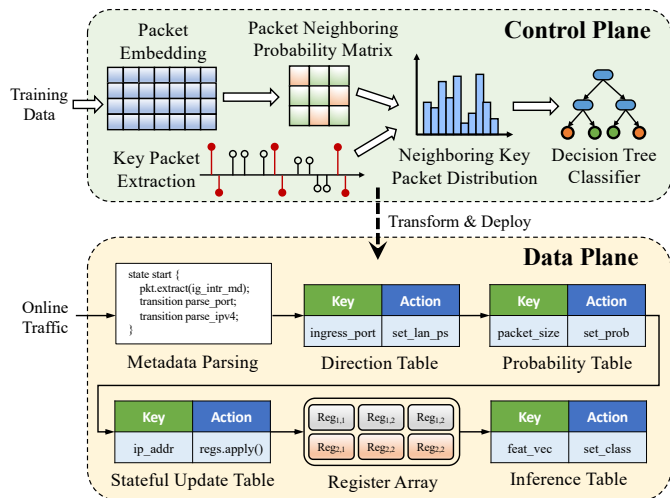 Control Plane
Packet
Embedding
Packet Neighboring
Probability Matrix
Training
Data
Key Packet
Extraction
Neighboring Key
Packet Distribution
Decision Tree
Classifier
Transform & Deploy
Data Plane
Online
Traffic
state start {
pkt.extract(ig_intr_md);
transition parse_port;
transition parse_ipv4;
}
Metadata Parsing
Key Action
ingress_port set_lan_ps
Direction Table
Key Action
packet_size set_prob
Probability Table
Key Action
ip_addr regs.apply()
Stateful Update Table
Reg1,1 Reg1,2 Reg1,2
Reg2,1 Reg2,2 Reg2,2
Register Array
Key Action
feat_vec set_class
Inference Table